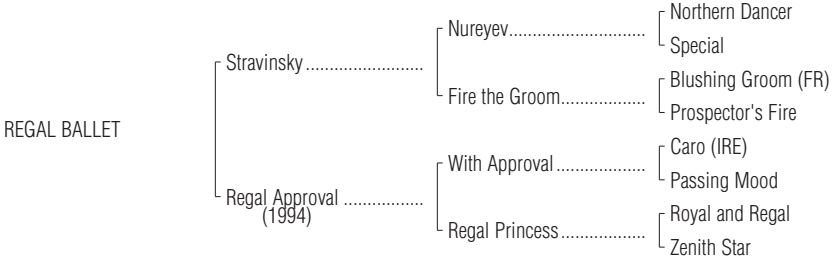 Northern Dancer
Nureyev
Special
Stravinsky
Blushing Groom (FR)
Fire the Groom
Prospector's Fire
REGAL BALLET
Caro (IRE)
With Approval
Passing Mood
Regal Approval
(1994)
Royal and Regal
Regal Princess
Zenith Star